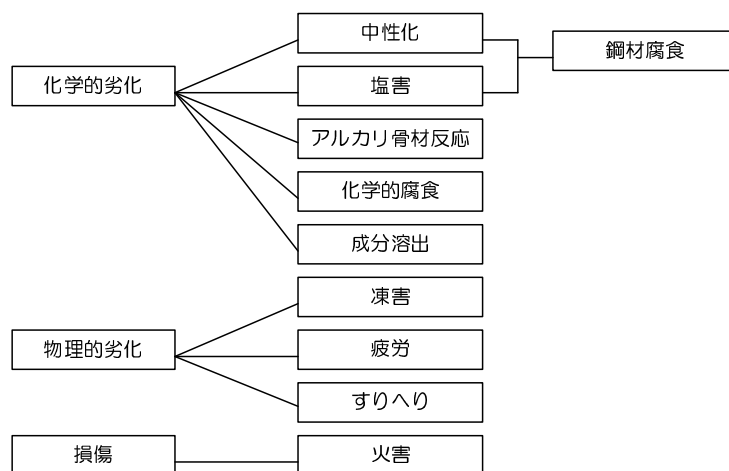 中性化
鋼材腐食
化学的劣化
塩害
アルカリ骨材反応
化学的腐食
成分溶出
凍害
物理的劣化
疲労
すりへり
損傷
火害